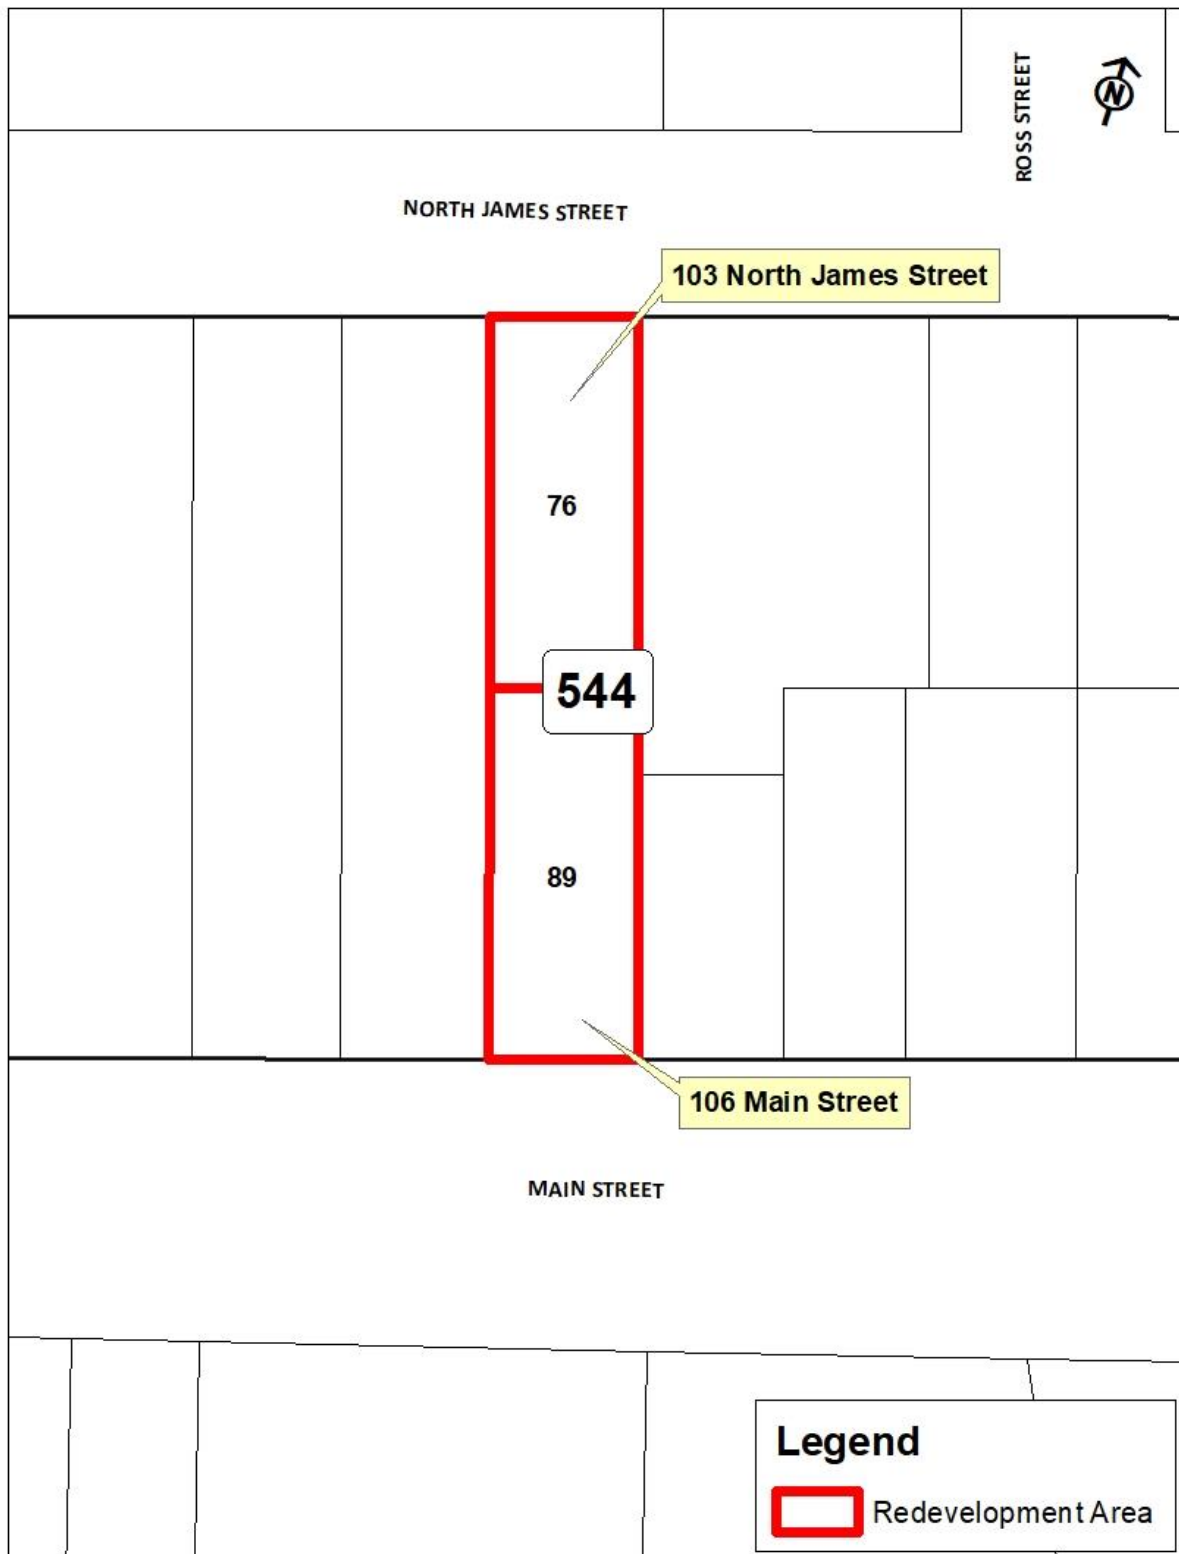 ROSS STREET
N
NORTH JAMES STREET
103 North James Street
76
544
89
106 Main Street
MAIN STREET
Legend
Redevelopment Area